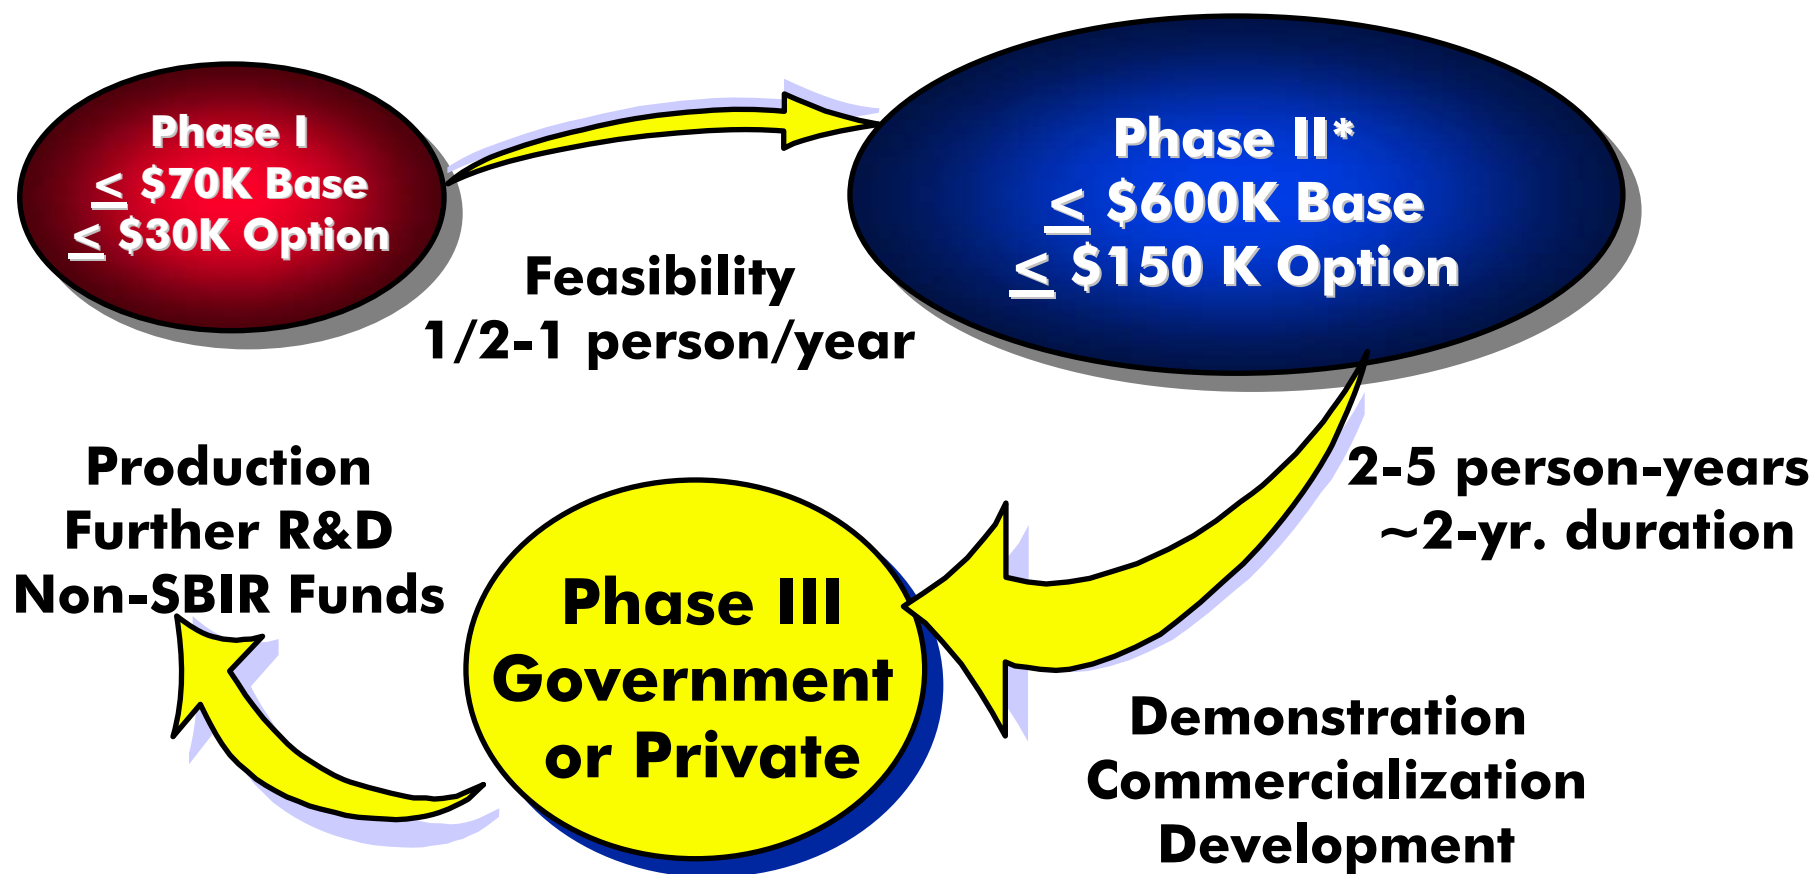 Phase I
< $70K Base
< $30K Option
Feasibility
1/2-1 person/year
Phase II*
< $600K Base
< $150 K Option
2-5 person-years
~2-yr. duration
Demonstration
Commercialization
Development
Phase III
Government
or Private
Production
Further R&D
Non-SBIR Funds